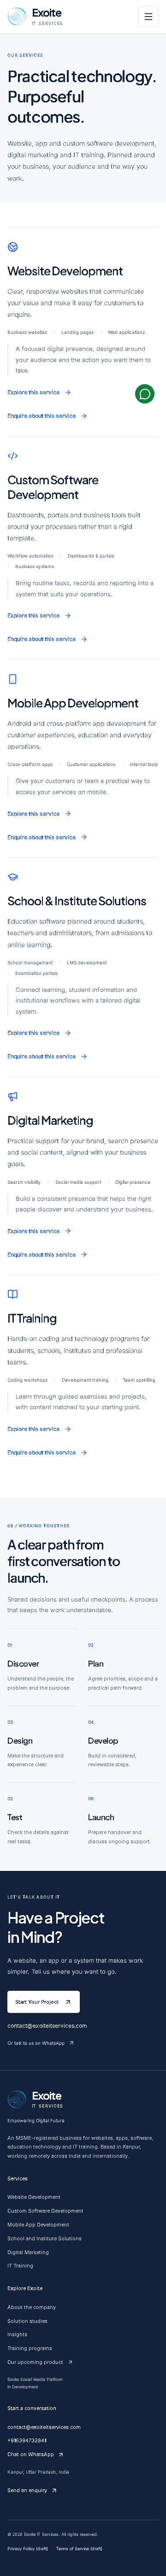 Exoite
IT SERVICES
OUR SERVICES
Practical technology.
Purposeful
outcomes.
Website, app and custom software development,
digital marketing and IT training. Planned around
your business, your audience and the way you
work.
Website Development
Clear, responsive websites that communicate
your value and make it easy for customers to
enquire.
Business websites
Landing pages
Web applications
A focused digital presence, designed around
your audience and the action you want them to
take.
Explore this service
Enquire about this service
Custom Software
Development
Dashboards, portals and business tools built
around your processes rather than a rigid
template.
Workflow automation
Dashboards & portals
Business systems
Bring routine tasks, records and reporting into a
system that suits your operations.
Explore this service
Enquire about this service
Mobile App Development
Android and cross-platform app development for
customer experiences, education and everyday
operations.
Cross-platform apps
Customer applications
Internal tools
Give your customers or team a practical way to
access your services on mobile.
Explore this service
Enquire about this service
School & Institute Solutions
Education software planned around students,
teachers and administrators, from admissions to
online learning.
School management
LMS development
Examination portals
Connect learning, student information and
institutional workflows with a tailored digital
system.
Explore this service
Enquire about this service
Digital Marketing
Practical support for your brand, search presence
and social content, aligned with your business
goals.
Search visibility
Social media support
Digital presence
Build a consistent presence that helps the right
people discover and understand your business.
Explore this service
Enquire about this service
IT Training
Hands-on coding and technology programs for
students, schools, institutes and professional
teams.
Coding workshops
Development training
Team upskilling
Learn through guided exercises and projects,
with content matched to your starting point.
Explore this service
Enquire about this service
06 / WORKING TOGETHER
A clear path from
first conversation to
launch.
Shared decisions and useful checkpoints. A process
that keeps the work understandable.
01
Discover
Understand the people, the
problem and the purpose.
02
Plan
Agree priorities, scope and a
practical path forward.
03
Design
Make the structure and
experience clear.
04
Develop
Build in considered,
reviewable steps.
05
Test
Check the details against
real tasks.
06
Launch
Prepare handover and
discuss ongoing support.
LET'S TALK ABOUT IT
Have a Project
in Mind?
A website, an app or a system that makes work
simpler. Tell us where you want to go.
Start Your Project
contact@exoiteitservices.com
Or talk to us on WhatsApp
Exoite
IT SERVICES
Empowering Digital Future
An MSME-registered business for websites, apps, software,
education technology and IT training. Based in Kanpur,
working remotely across India and internationally.
Services
Website Development
Custom Software Development
Mobile App Development
School and Institute Solutions
Digital Marketing
IT Training
Explore Exoite
About the company
Solution studies
Insights
Training programs
Our upcoming product
Exoite Social Media Platform
In Development
Start a conversation
contact@exoiteitservices.com
+916394732841
Chat on WhatsApp
Kanpur, Uttar Pradesh, India
Send an enquiry
© 2026 Exoite IT Services. All rights reserved.
Privacy Policy (draft)
Terms of Service (draft)